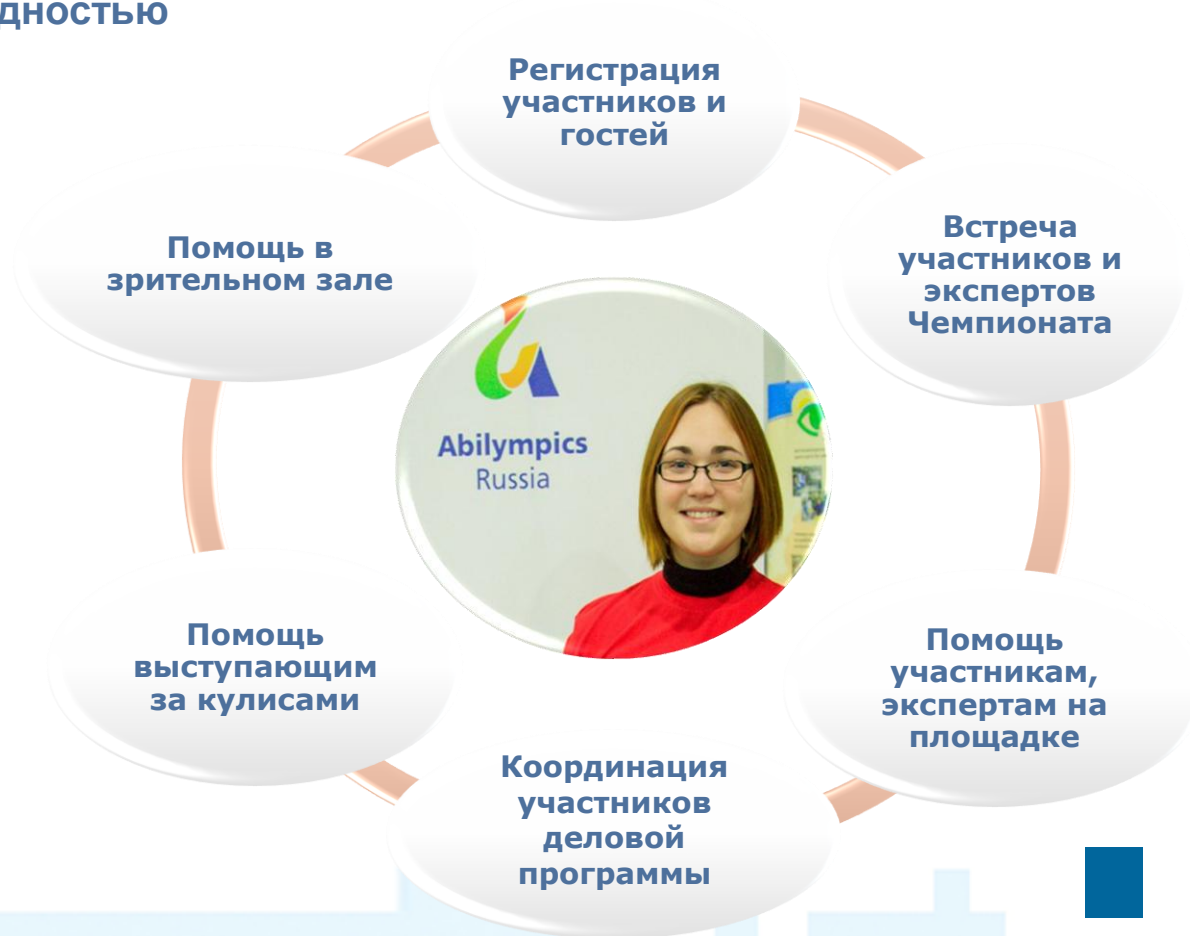 дностью
Регистрация
участников и
гостей
Встреча
участников и
экспертов
Чемпионата
Помощь
участникам,
экспертам на
площадке
Координация
участников
деловой
программы
Помощь
выступающим
за кулисами
Помощь в
зрительном зале
Abilympics
Russia